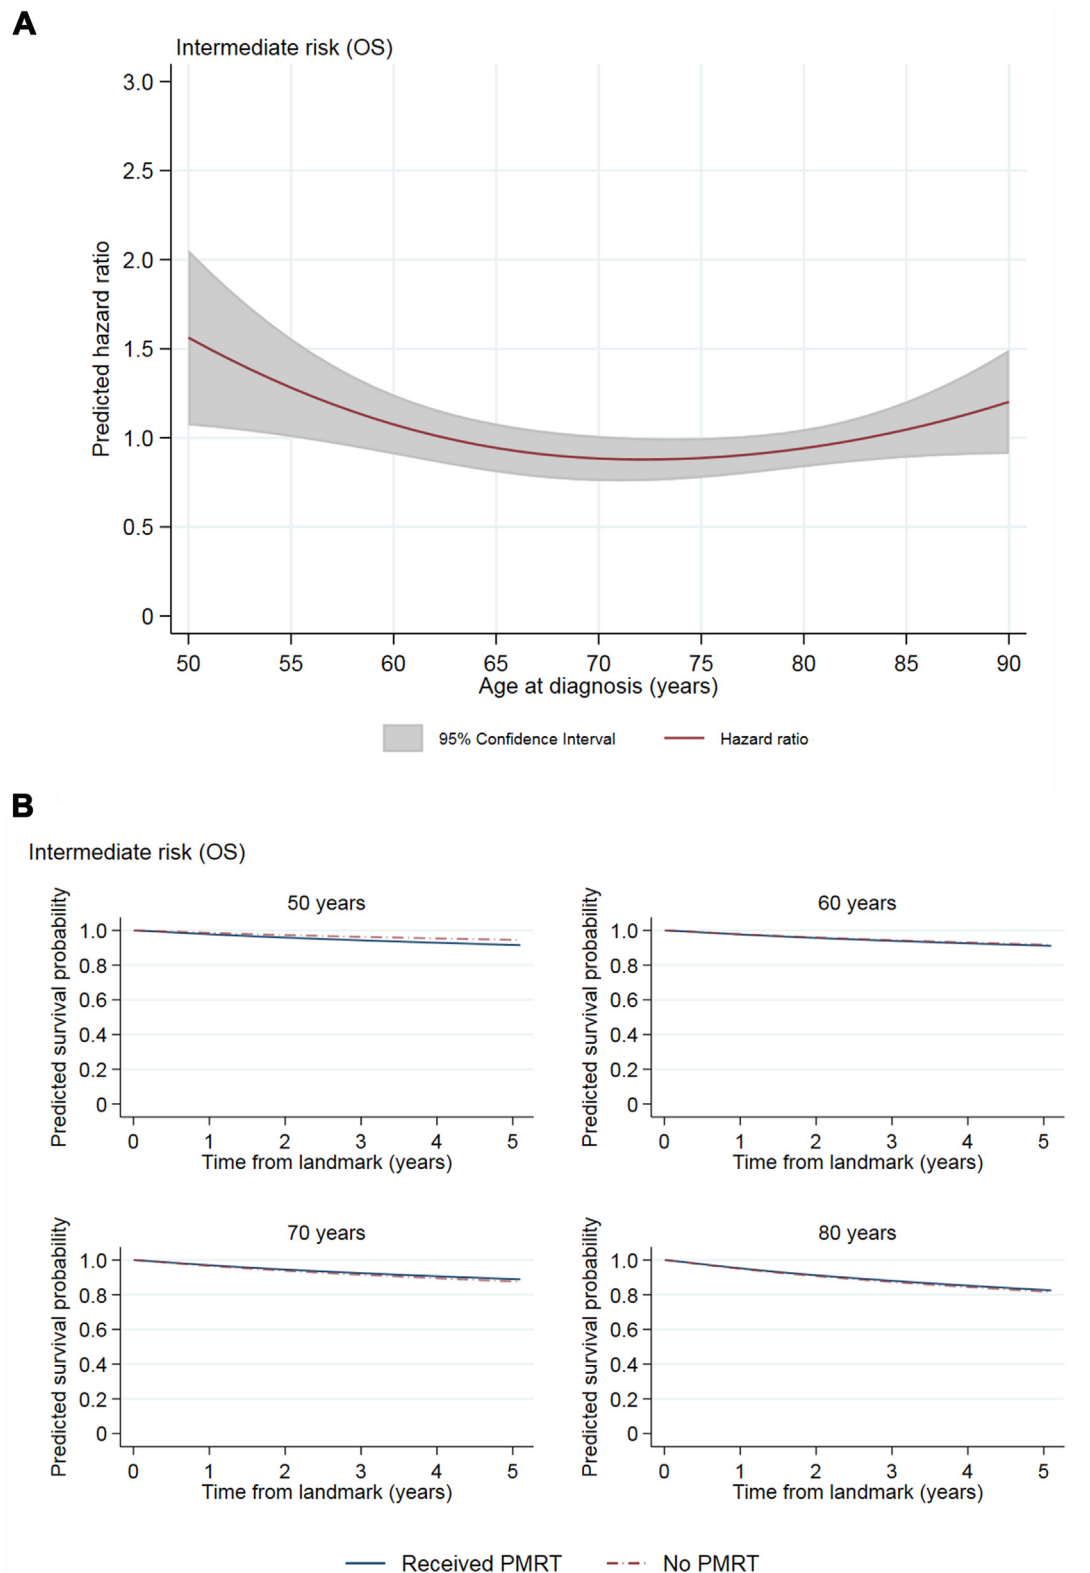 A
Intermediate risk (OS)
3.0
2.5
2.0
1.5
1.0
0.5
0
Predicted hazard ratio
50 55 60 65 70 75 80 85 90
Age at diagnosis (years)
95% Confidence Interval Hazard ratio
B
Intermediate risk (OS)
50 years
Predicted survival probability
1.0
0.8
0.6
0.4
0.2
0
0 1 2 3 4 5
Time from landmark (years)
60 years
Predicted survival probability
1.0
0.8
0.6
0.4
0.2
0
0 1 2 3 4 5
Time from landmark (years)
70 years
Predicted survival probability
1.0
0.8
0.6
0.4
0.2
0
0 1 2 3 4 5
Time from landmark (years)
80 years
Predicted survival probability
1.0
0.8
0.6
0.4
0.2
0
0 1 2 3 4 5
Time from landmark (years)
Received PMRT No PMRT